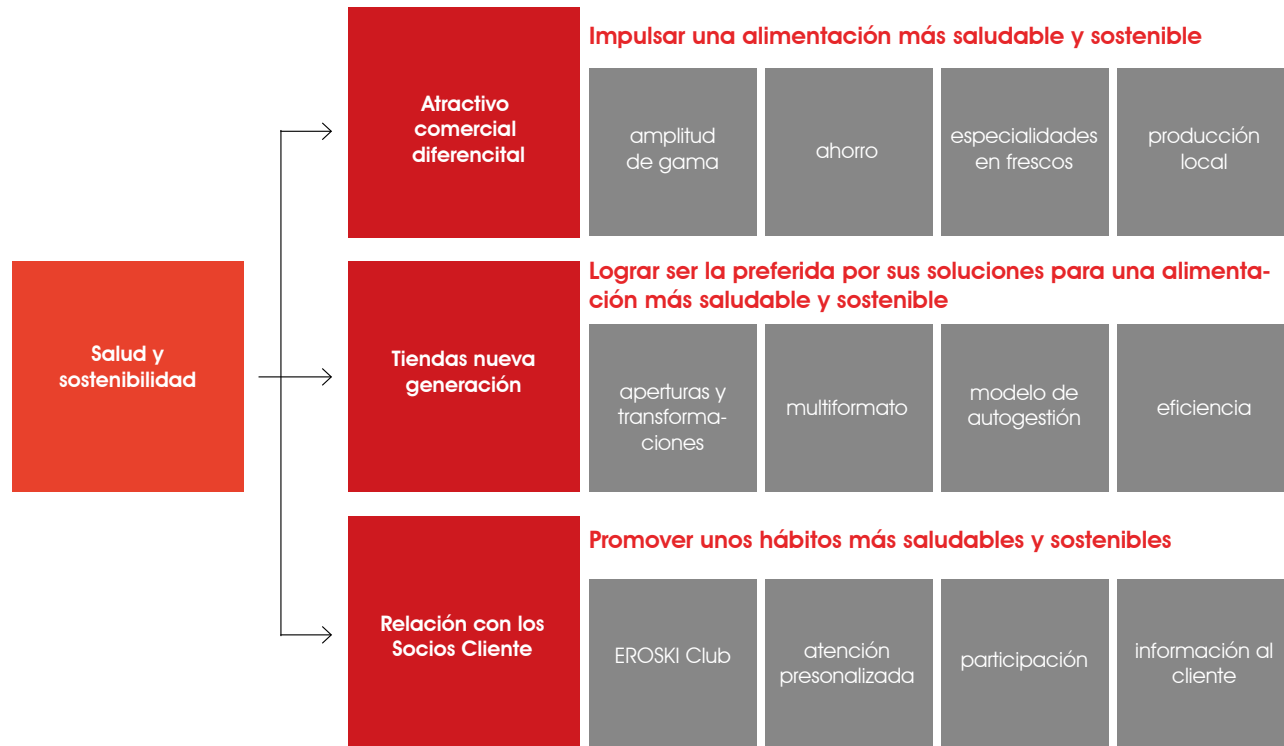 Salud y
sostenibilidad
Atractivo
comercial
diferencital
Impulsar una alimentación más saludable y sostenible
amplitud
de gama
ahorro
especialidades
en frescos
producción
local
Tiendas nueva
generación
Lograr ser la preferida por sus soluciones para una alimenta-
ción más saludable y sostenible
aperturas y
transforma-
ciones
multiformato
modelo de
autogestión
eficiencia
Relación con los
Socios Cliente
Promover unos hábitos más saludables y sostenibles
EROSKI Club
atención
presonalizada
participación
información al
cliente